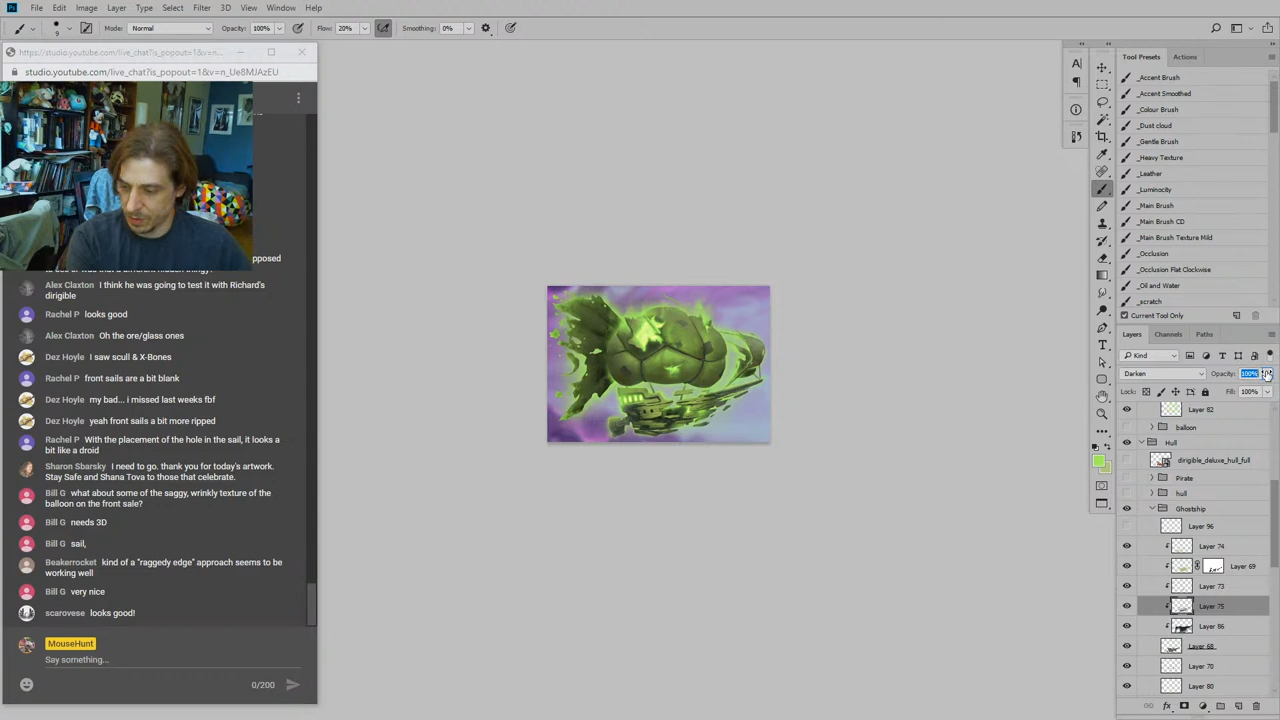 File Edit Image Layer Type Select Filter 3D View Window Help
9 Mode: Normal Opacity: 100% Flow: 20% Smoothing: 0%
https://studio.youtube.com/live_chat?is_popout=1&v=n_...
studio.youtube.com/live_chat?is_popout=1&v=n_Ue8MJAzEU
Alex Claxton I think he was going to test it with Richard's
dirigible
Rachel P looks good
Alex Claxton Oh the ore/glass ones
Dez Hoyle I saw scull & X-Bones
Rachel P front sails are a bit blank
Dez Hoyle my bad... i missed last weeks fbf
Dez Hoyle yeah front sails a bit more ripped
Rachel P With the placement of the hole in the sail, it looks a
bit like a droid
Sharon Sbarsky I need to go. thank you for today's artwork.
Stay Safe and Shana Tova to those that celebrate.
Bill G what about some of the saggy, wrinkly texture of the
balloon on the front sale?
Bill G needs 3D
Bill G sail,
Beakerrocket kind of a "raggedy edge" approach seems to be
working well
Bill G very nice
scarovese looks good!
MouseHunt
Say something...
0/200
Tool Presets Actions
_Accent Brush
_Accent Smoothed
_Colour Brush
_Dust cloud
_Gentle Brush
_Heavy Texture
_Leather
_Luminocity
_Main Brush
_Main Brush CD
_Main Brush Texture Mild
_Occlusion
_Occlusion Flat Clockwise
_Oil and Water
_scratch
Current Tool Only
Layers Channels Paths
Kind
Darken Opacity: 100%
Lock: Fill: 100%
Layer 82
balloon
Hull
dirigible_deluxe_hull_full
Pirate
hull
Ghostship
Layer 96
Layer 74
Layer 69
Layer 73
Layer 75
Layer 86
Layer 68
Layer 70
Layer 80